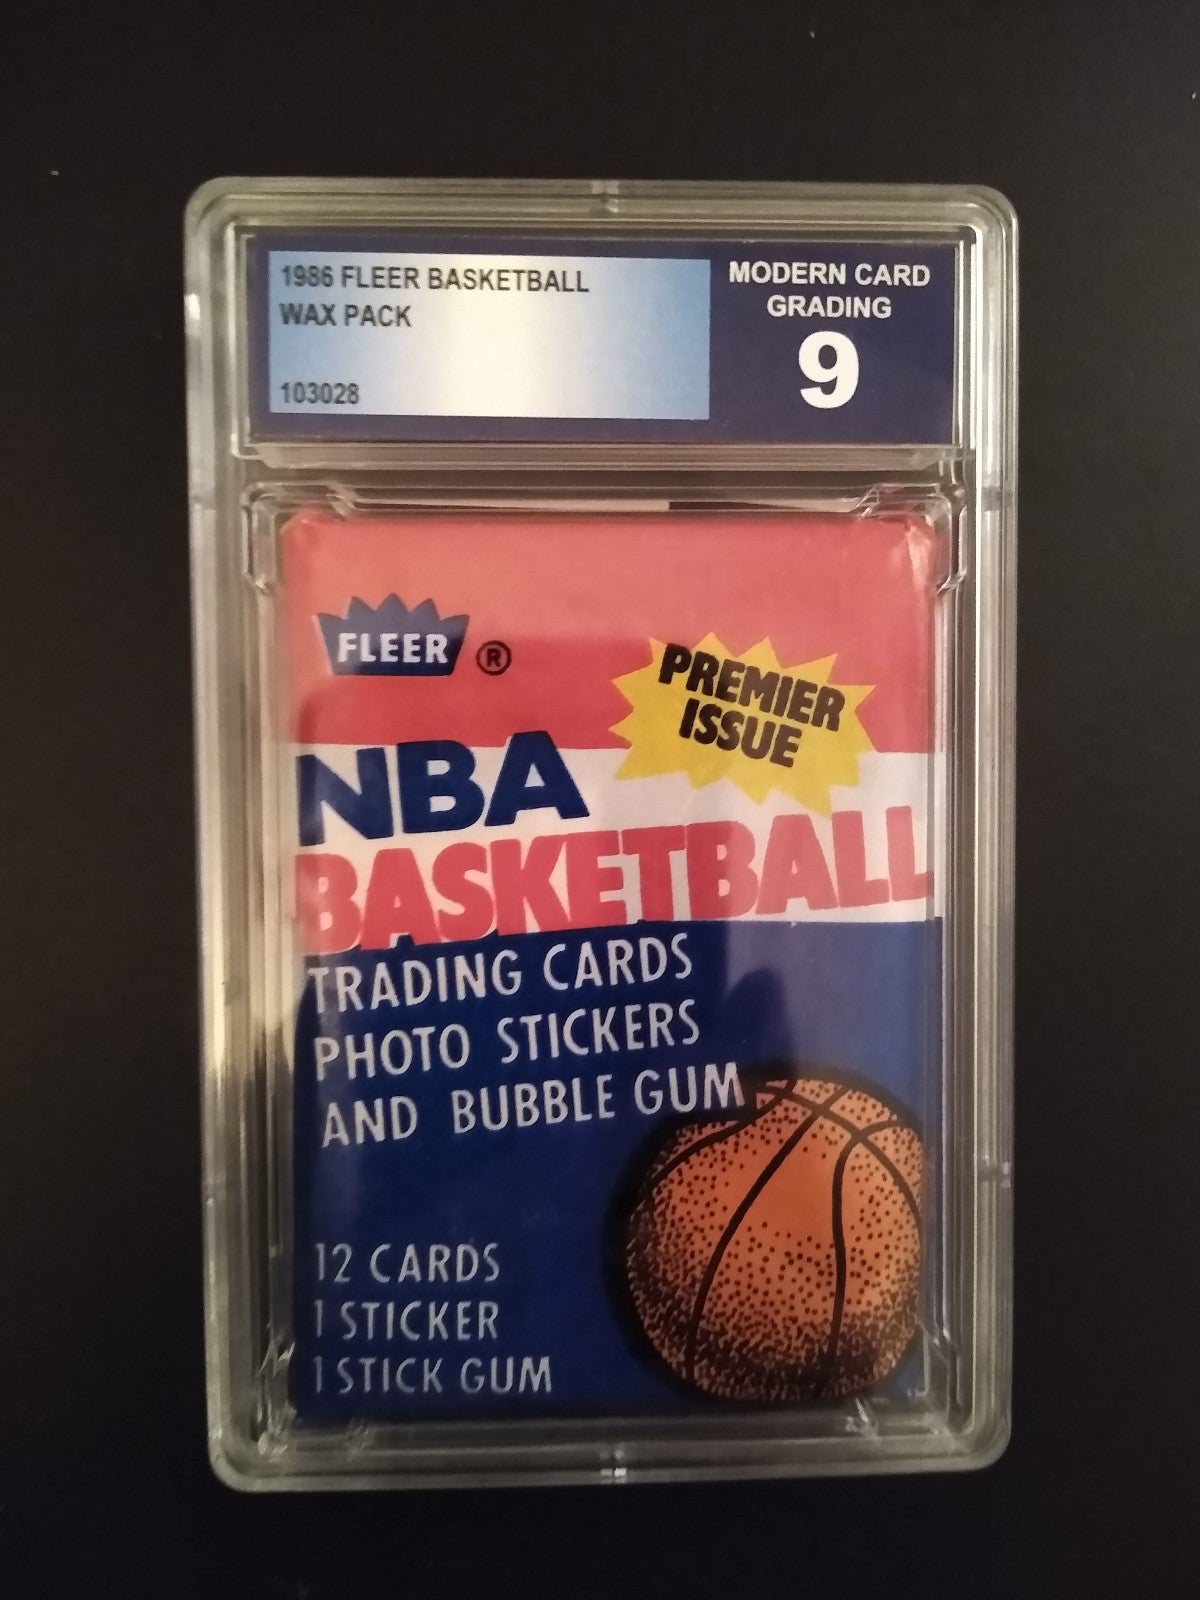 1986 FLEER BASKETBALL
WAX PACK
103028
MODERN CARD
GRADING
9
FLEER ®
PREMIER
ISSUE
NBA
BASKETBALL
TRADING CARDS
PHOTO STICKERS
AND BUBBLE GUM
12 CARDS
1 STICKER
1 STICK GUM